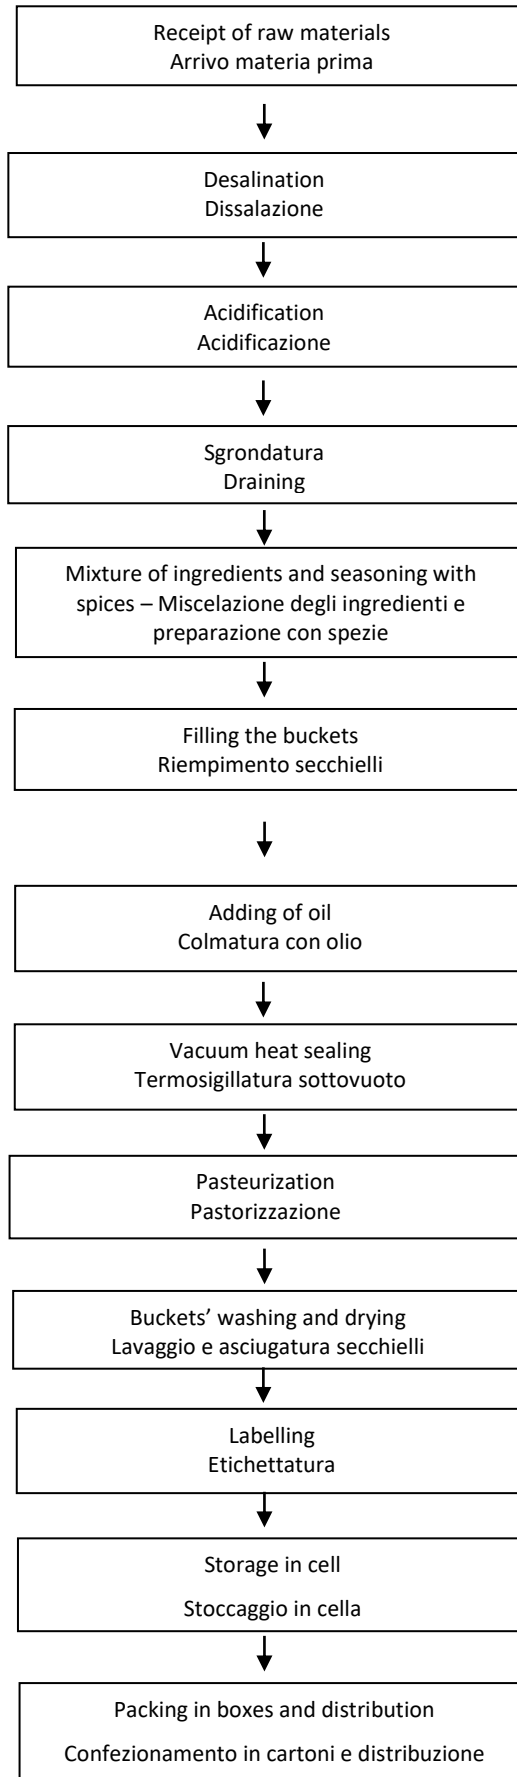 Receipt of raw materials
Arrivo materia prima
Desalination
Dissalazione
Acidification
Acidificazione
Sgrondatura
Draining
Mixture of ingredients and seasoning with
spices – Miscelazione degli ingredienti e
preparazione con spezie
Filling the buckets
Riempimento secchielli
Adding of oil
Colmatura con olio
Vacuum heat sealing
Termosigillatura sottovuoto
Pasteurization
Pastorizzazione
Buckets’ washing and drying
Lavaggio e asciugatura secchielli
Labelling
Etichettatura
Storage in cell
Stoccaggio in cella
Packing in boxes and distribution
Confezionamento in cartoni e distribuzione